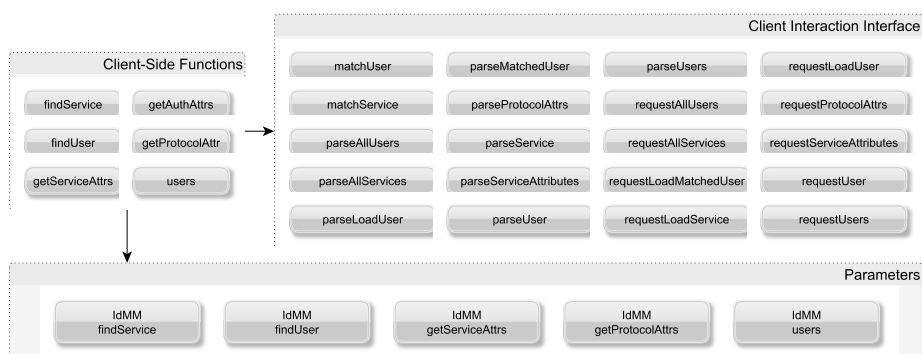 Client Interaction Interface
Client-Side Functions
findService getAuthAttrs
findUser getProtocolAttr
getServiceAttrs users
matchUser parseMatchedUser parseUsers requestLoadUser
matchService parseProtocolAttrs requestAllUsers requestProtocolAttrs
parseAllUsers parseService requestAllServices requestServiceAttributes
parseAllServices parseServiceAttributes requestLoadMatchedUser requestUser
parseLoadUser parseUser requestLoadService requestUsers
Parameters
IdMM IdMM IdMM IdMM IdMM
findService findUser getServiceAttrs getProtocolAttrs users